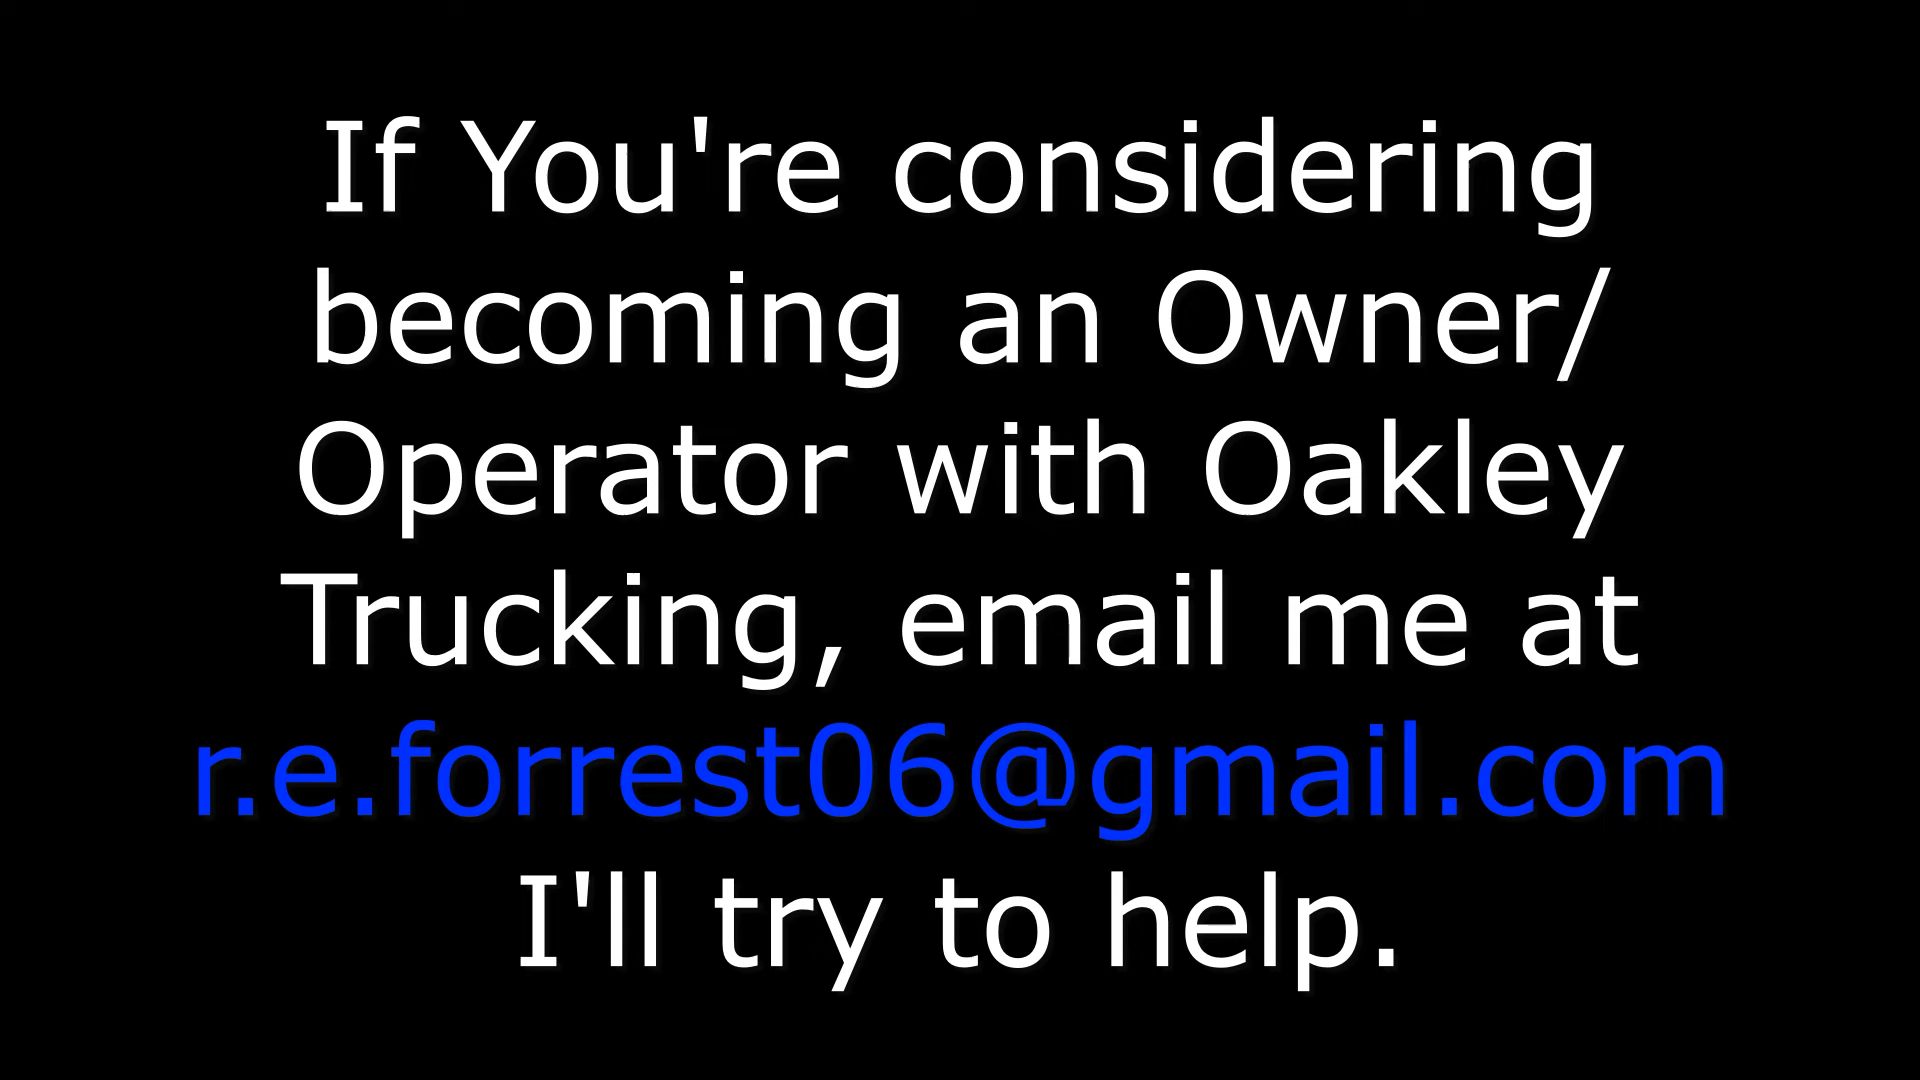 If You're considering
becoming an Owner/
Operator with Oakley
Trucking, email me at
r.e.forrest06@gmail.com
I'll try to help.